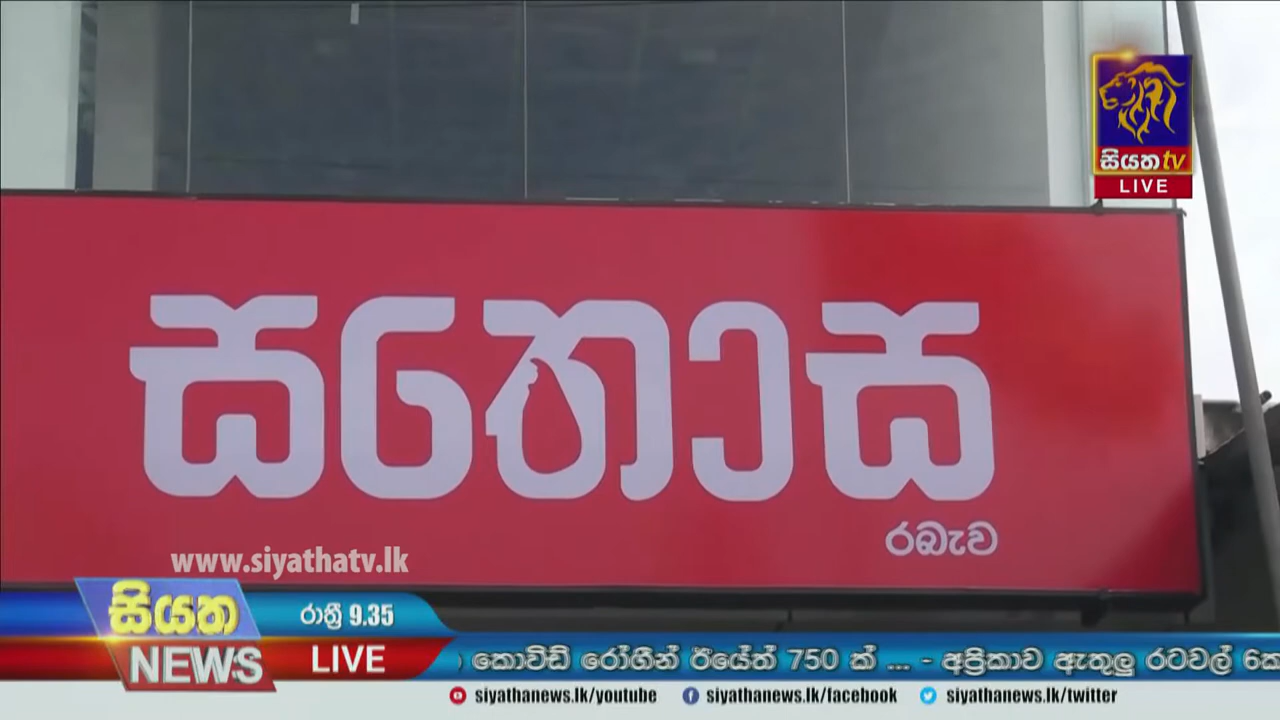 සියත tv
LIVE
සතොස
රබැව
www.siyathatv.lk
සියත
NEWS
රාත්‍රී 9.35
LIVE
කොවිඩ් රෝගීන් ඊයේත් 750 ක් ... - අප්‍රිකාව ඇතුලු රටවල් 6ක
siyathanews.lk/youtube siyathanews.lk/facebook siyathanews.lk/twitter